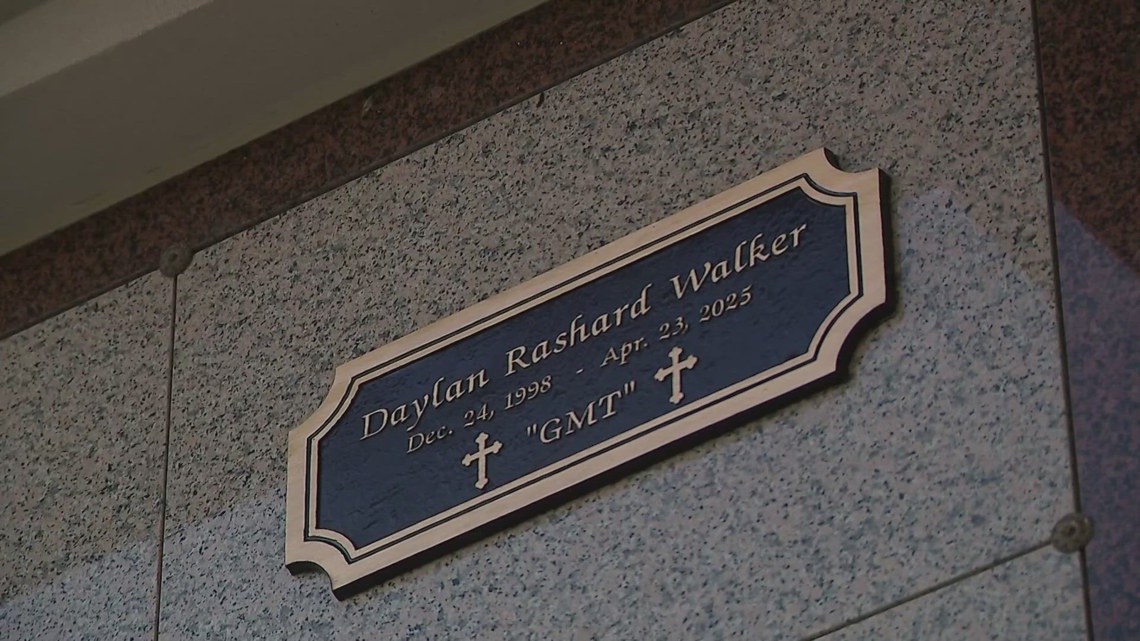 Daylan Rashard Walker
Dec. 24, 1998 - Apr. 23, 2025
"GMT"